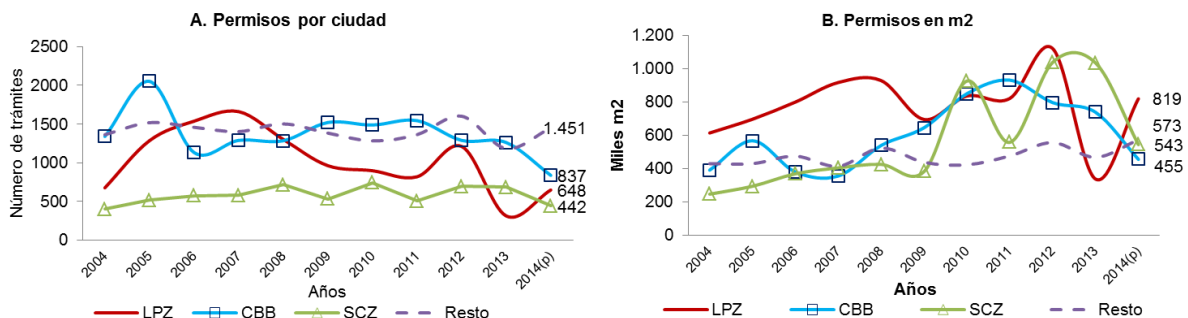 A. Permisos por ciudad
Número de trámites
2500
2000
1500
1000
500
0
1.451
837
648
442
2004
2005
2006
2007
2008
2009
2010
2011
2012
2013
2014(p)
Años
LPZ
CBB
SCZ
Resto
B. Permisos en m2
Miles m2
1.200
1.000
800
600
400
200
0
819
573
543
455
2004
2005
2006
2007
2008
2009
2010
2011
2012
2013
2014(p)
Años
LPZ
CBB
SCZ
Resto